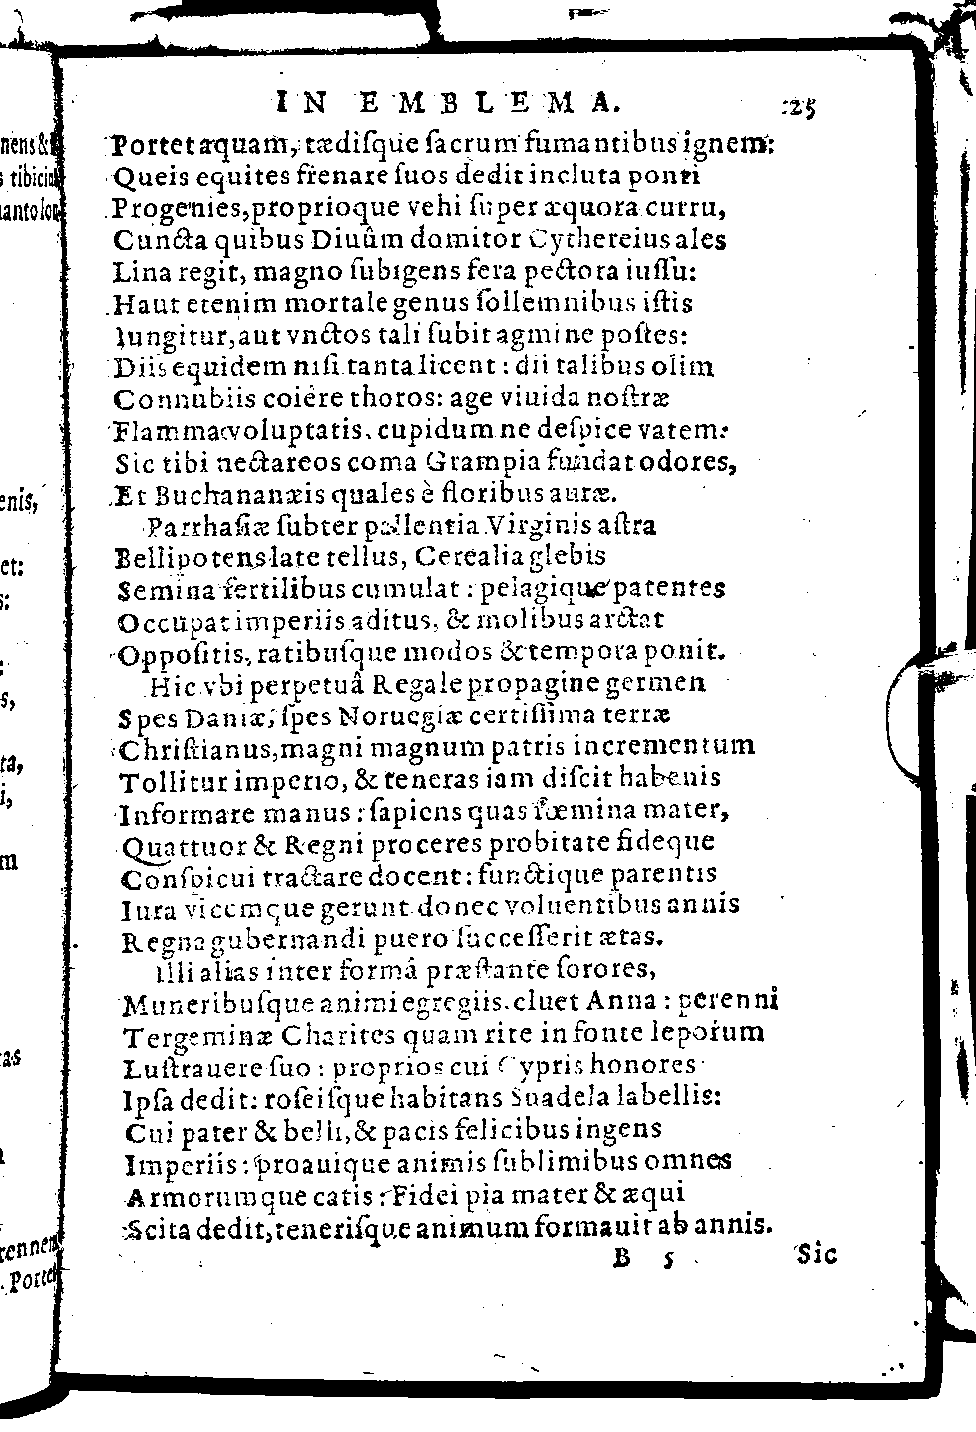 IN EMBLEMA. 25
Portet aquam, tædiſque ſacrum fumantibus ignem:
Queis equites frenare ſuos dedit incluta ponti
Progenies, proprioque vehi ſuper æquora curru,
Cuncta quibus Diuûm domitor Cythereius ales
Lina regit, magno ſubigens fera pectora iuſſu:
Haut etenim mortale genus ſollemnibus iſtis
Iungitur, aut vnctos tali ſubit agmine poſtes:
Diis equidem niſi tanta licent: dii talibus olim
Connubiis coiêre thoros: age viuida noſtræ
Flamma voluptatis, cupidum ne deſpice vatem:
Sic tibi nectareos coma Grampia fundat odores,
Et Buchananæis quales è floribus auræ.
Parrhaſiæ ſubter pallentia Virginis aſtra
Bellipotens late tellus, Cerealia glebis
Semina fertilibus cumulat: pelagique patentes
Occupat imperiis aditus, & molibus arctat
Oppoſitis, ratibuſque modos & tempora ponit.
Hic vbi perpetuâ Regale propagine germen
Spes Daniæ, ſpes Noruegiæ certiſſima terræ
Chriſtianus, magni magnum patris incrementum
Tollitur imperio, & teneras iam diſcit habenis
Informare manus: ſapiens quas fœmina mater,
Quattuor & Regni proceres probitate fideque
Conſpicui tractare docent: functique parentis
Iura vicemque gerunt donec voluentibus annis
Regna gubernandi puero ſucceſſerit ætas.
Illi alias inter formâ præſtante ſorores,
Muneribuſque animi egregiis cluet Anna: perenni
Tergeminæ Charites quam rite in fonte leporum
Luſtrauere ſuo: proprios cui Cypris honores
Ipſa dedit: roſeiſque habitans Suadela labellis:
Cui pater & belli, & pacis felicibus ingens
Imperiis: proauique animis ſublimibus omnes
Armorumque catis: Fidei pia mater & æqui
Scita dedit, teneriſque animum formauit ab annis.
B 5 Sic